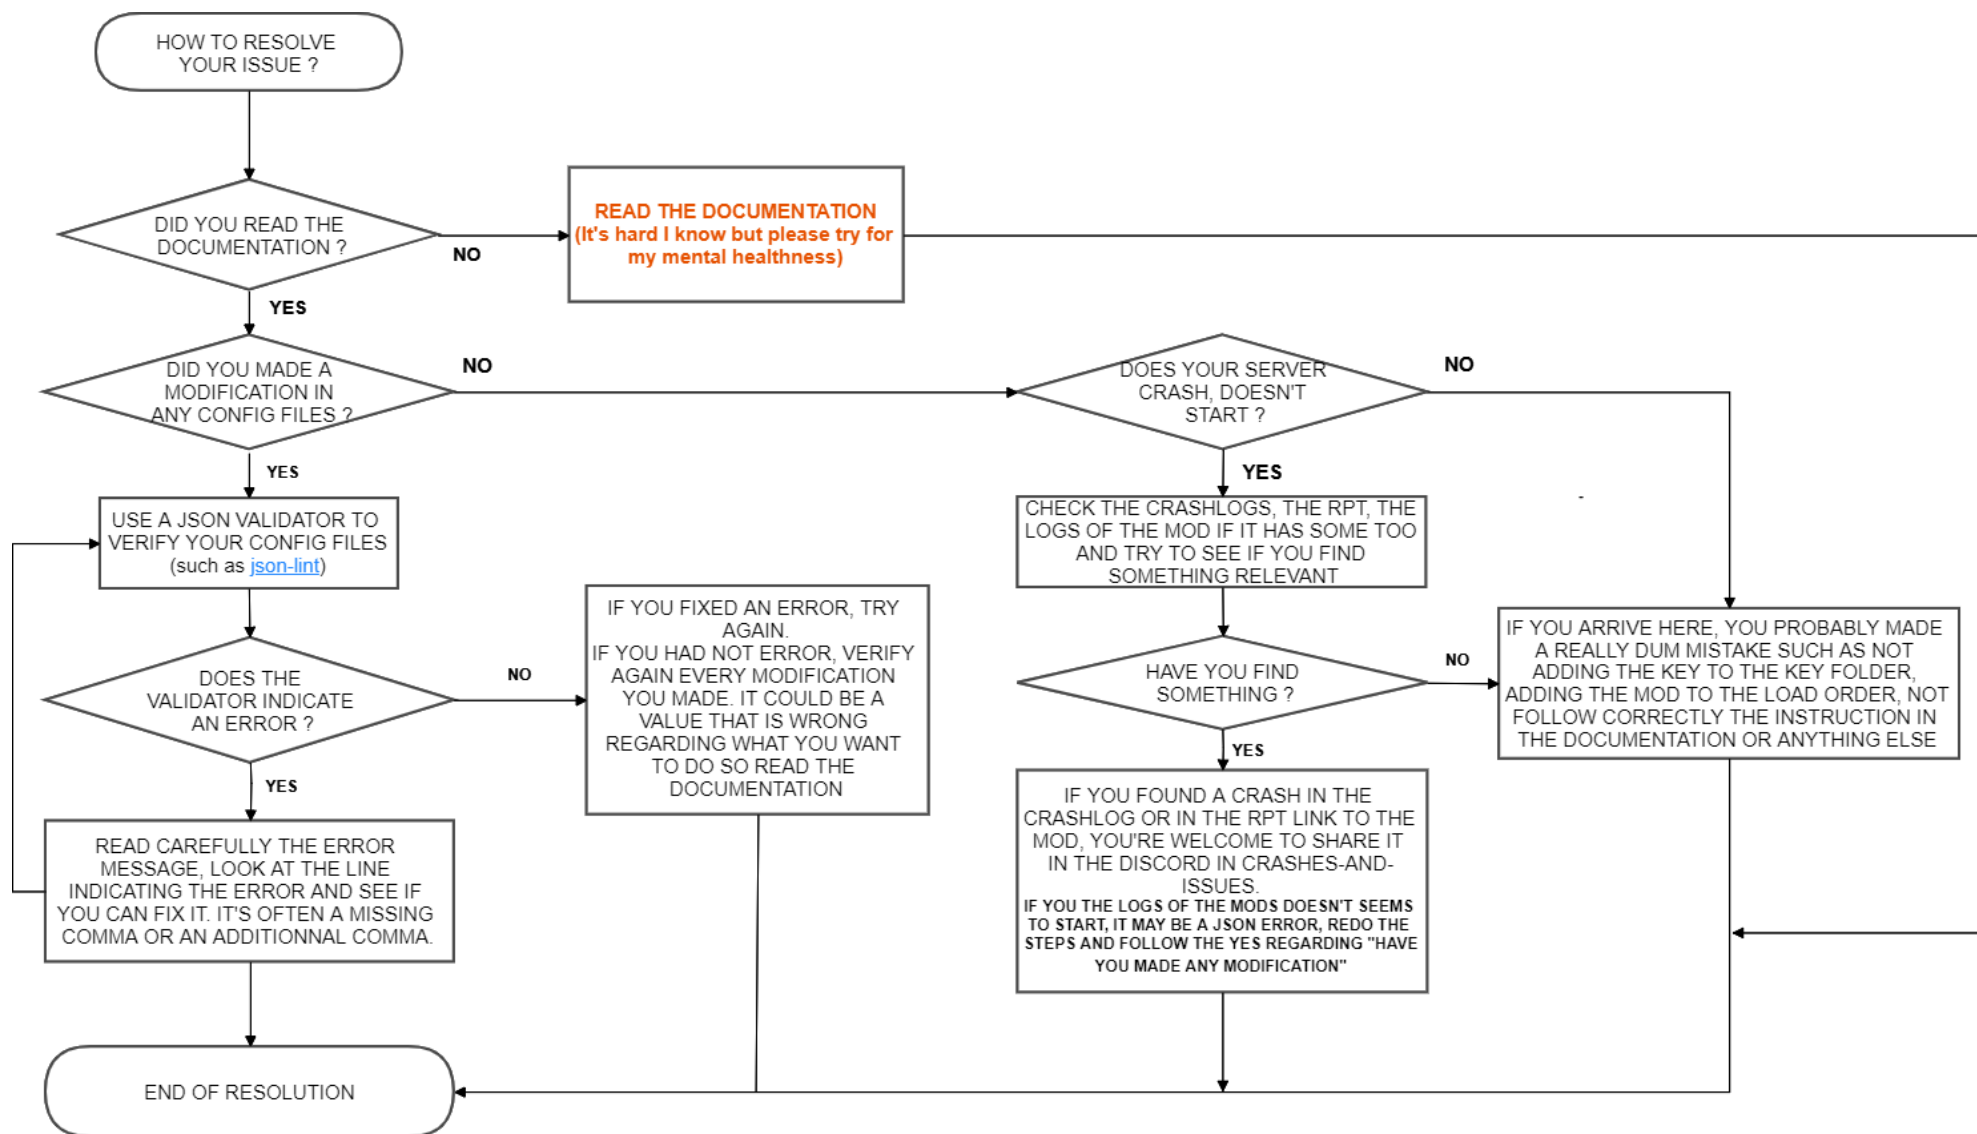 HOW TO RESOLVE
YOUR ISSUE ?
DID YOU READ THE
DOCUMENTATION ?
NO
READ THE DOCUMENTATION
(It's hard I know but please try for
my mental healthness)
YES
DID YOU MADE A
MODIFICATION IN
ANY CONFIG FILES ?
NO
DOES YOUR SERVER
CRASH, DOESN'T
START ?
NO
YES
USE A JSON VALIDATOR TO
VERIFY YOUR CONFIG FILES
(such as json-lint)
YES
CHECK THE CRASHLOGS, THE RPT, THE
LOGS OF THE MOD IF IT HAS SOME TOO
AND TRY TO SEE IF YOU FIND
SOMETHING RELEVANT
-
DOES THE
VALIDATOR INDICATE
AN ERROR ?
NO
IF YOU FIXED AN ERROR, TRY
AGAIN.
IF YOU HAD NOT ERROR, VERIFY
AGAIN EVERY MODIFICATION
YOU MADE. IT COULD BE A
VALUE THAT IS WRONG
REGARDING WHAT YOU WANT
TO DO SO READ THE
DOCUMENTATION
HAVE YOU FIND
SOMETHING ?
NO
IF YOU ARRIVE HERE, YOU PROBABLY MADE
A REALLY DUM MISTAKE SUCH AS NOT
ADDING THE KEY TO THE KEY FOLDER,
ADDING THE MOD TO THE LOAD ORDER, NOT
FOLLOW CORRECTLY THE INSTRUCTION IN
THE DOCUMENTATION OR ANYTHING ELSE
YES
READ CAREFULLY THE ERROR
MESSAGE, LOOK AT THE LINE
INDICATING THE ERROR AND SEE IF
YOU CAN FIX IT. IT'S OFTEN A MISSING
COMMA OR AN ADDITIONNAL COMMA.
YES
IF YOU FOUND A CRASH IN THE
CRASHLOG OR IN THE RPT LINK TO THE
MOD, YOU'RE WELCOME TO SHARE IT
IN THE DISCORD IN CRASHES-AND-
ISSUES.
IF YOU THE LOGS OF THE MODS DOESN'T SEEMS
TO START, IT MAY BE A JSON ERROR, REDO THE
STEPS AND FOLLOW THE YES REGARDING "HAVE
YOU MADE ANY MODIFICATION"
END OF RESOLUTION